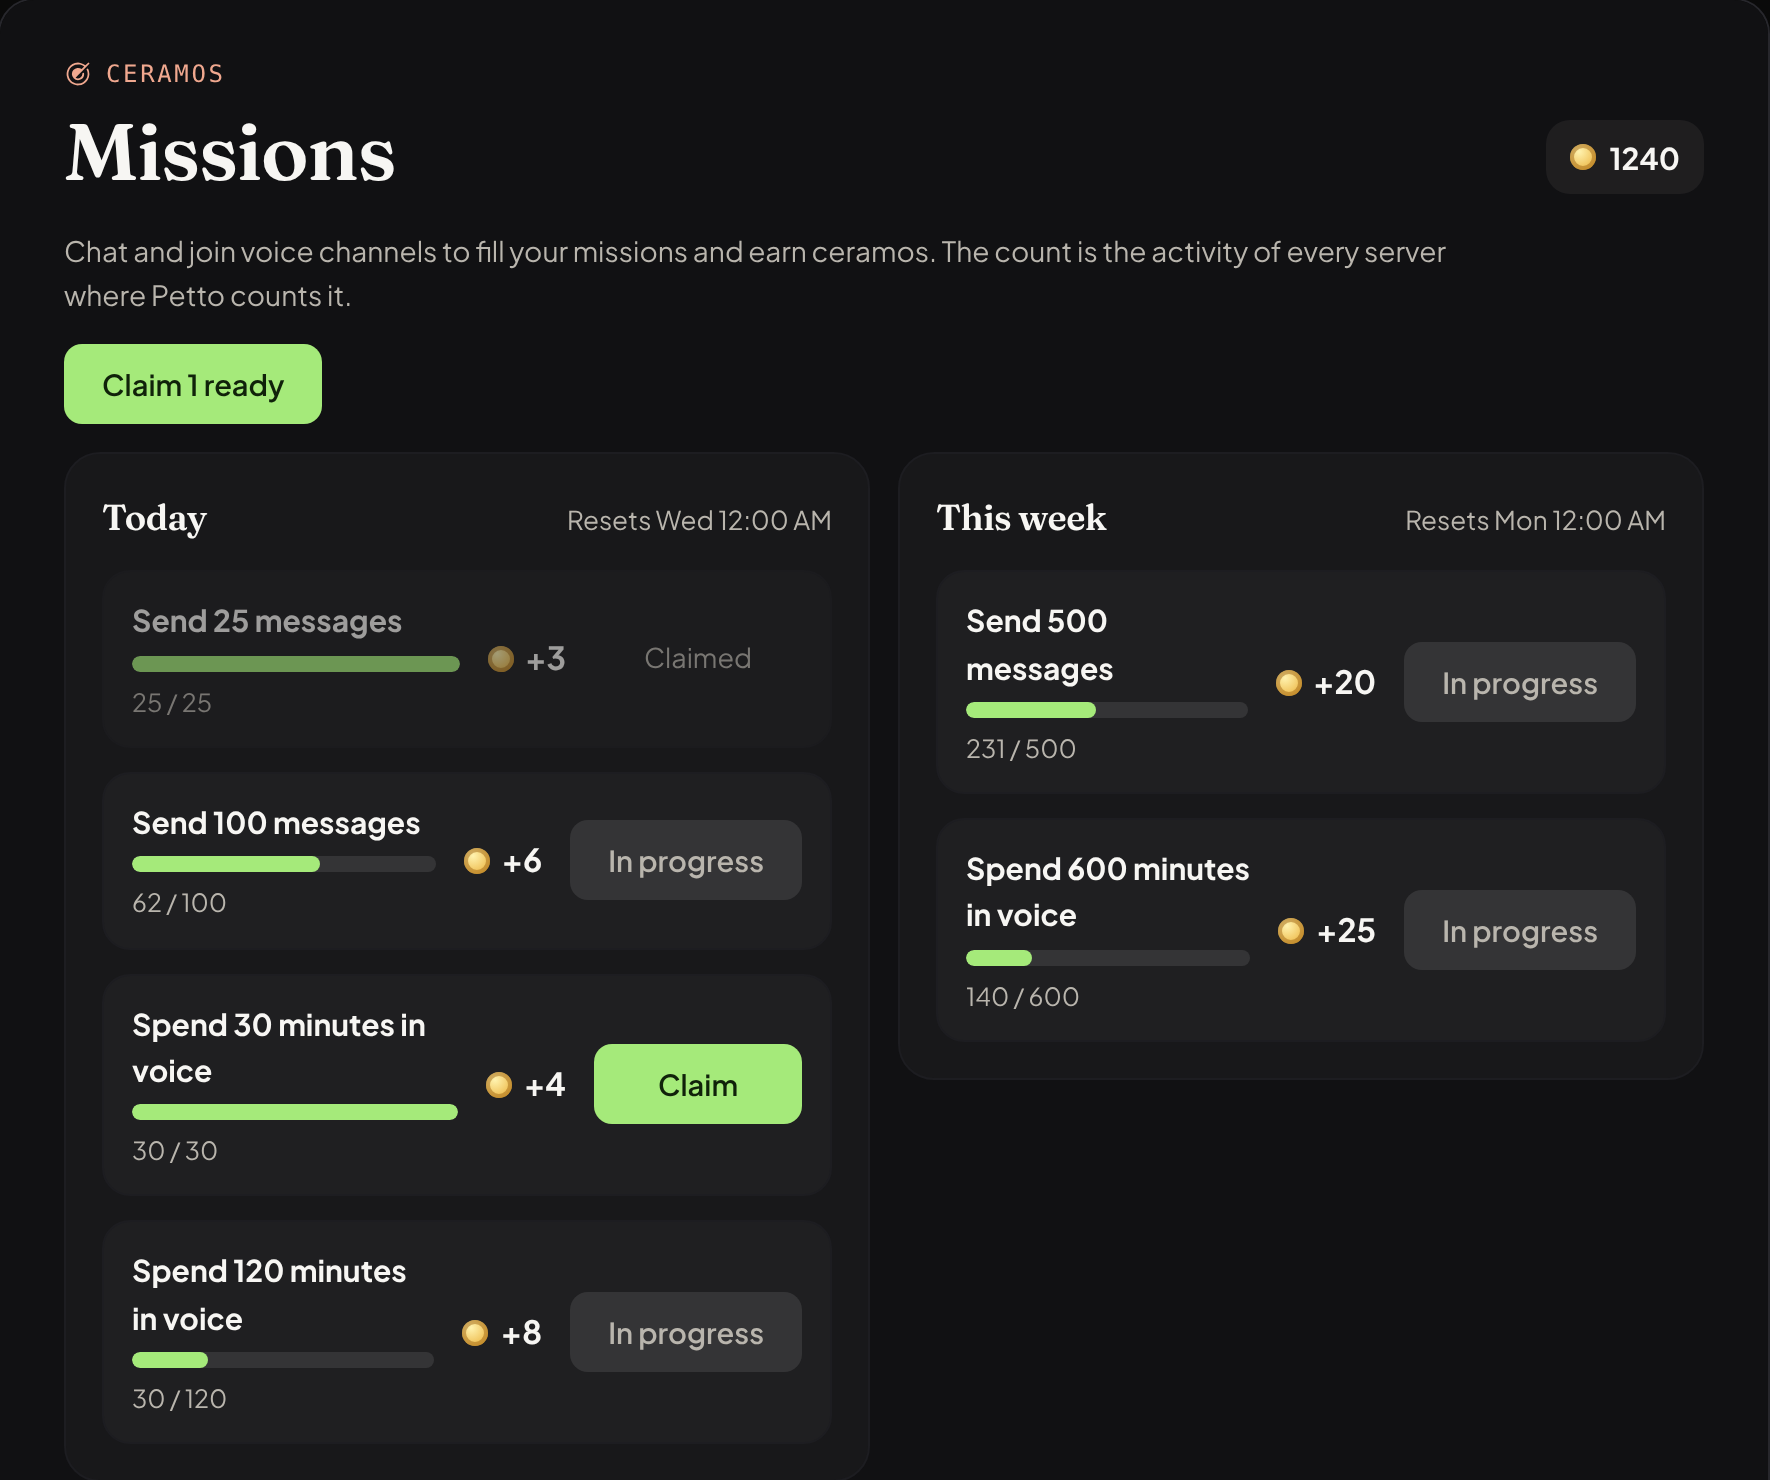 CERAMOS
Missions
1240
Chat and join voice channels to fill your missions and earn ceramos. The count is the activity of every server
where Petto counts it.
Claim 1 ready
Today
Resets Wed 12:00 AM
Send 25 messages
+3
Claimed
25 / 25
Send 100 messages
+6
In progress
62 / 100
Spend 30 minutes in
voice
+4
Claim
30 / 30
Spend 120 minutes
in voice
+8
In progress
30 / 120
This week
Resets Mon 12:00 AM
Send 500
messages
+20
In progress
231 / 500
Spend 600 minutes
in voice
+25
In progress
140 / 600